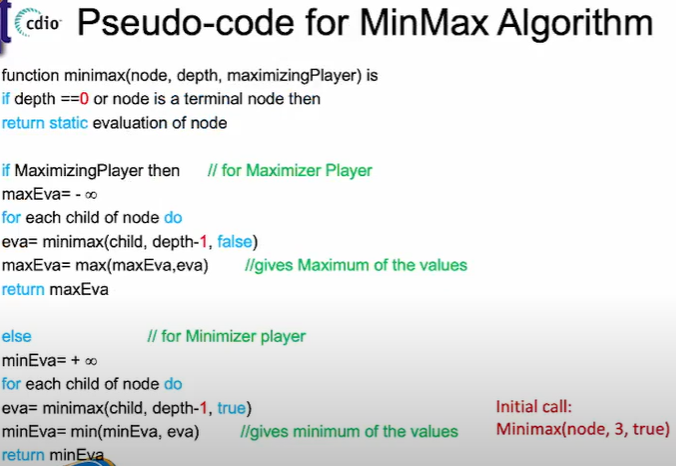 cdio Pseudo-code for MinMax Algorithm
function minimax(node, depth, maximizingPlayer) is
if depth ==0 or node is a terminal node then
return static evaluation of node
if MaximizingPlayer then // for Maximizer Player
maxEva= - ∞
for each child of node do
eva= minimax(child, depth-1, false)
maxEva= max(maxEva,eva) //gives Maximum of the values
return maxEva
else // for Minimizer player
minEva= + ∞
for each child of node do
eva= minimax(child, depth-1, true)
minEva= min(minEva, eva) //gives minimum of the values
return minEva
Initial call:
Minimax(node, 3, true)